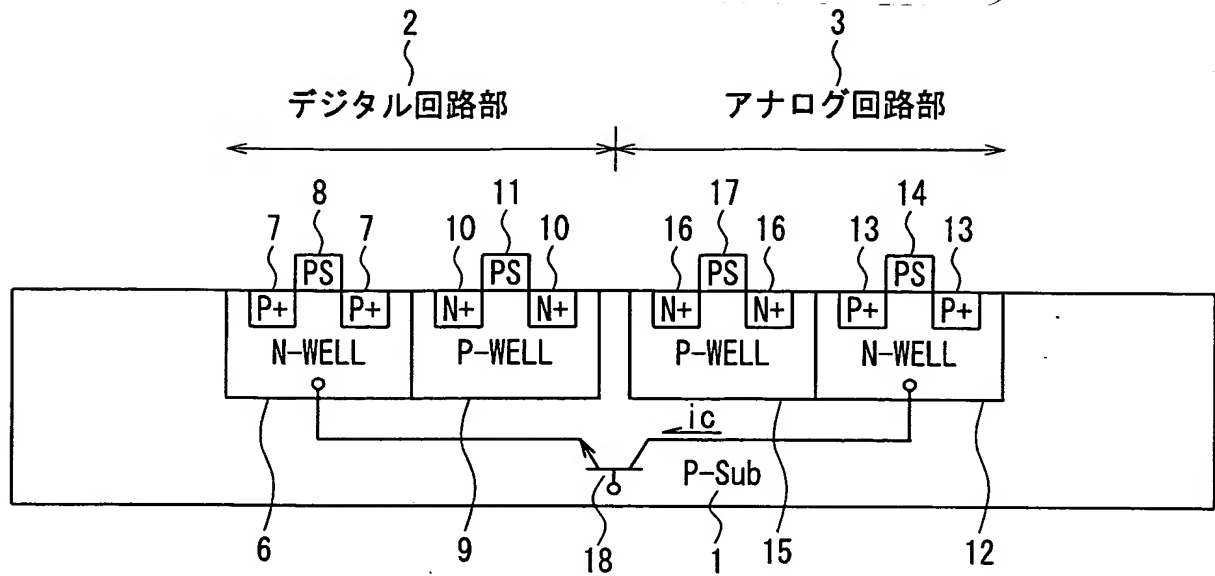 2 3
デジタル回路部 アナログ回路部
8 11 17 14
7 7 10 10 16 16 13 13
PS PS PS PS
P+ P+ N+ N+ N+ N+ P+ P+
N-WELL P-WELL P-WELL N-WELL
ic
P-Sub
6 9 18 1 15 12